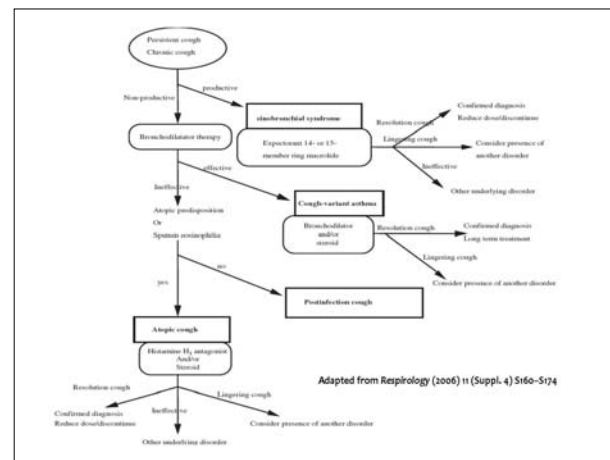 Persistent cough
Chronic cough
productive
Non-productive
sinobronchial syndrome
Expectorant 14- or 15-
member ring macrolide
Resolution cough
Lingering cough
Ineffective
Confirmed diagnosis
Reduce dose/discontinue
Consider presence of
another disorder
Other underlying disorder
Bronchodilatator therapy
effective
Ineffective
Cough-variant asthma
Bronchodilator
and/or
steroid
Resolution cough
Lingering cough
Confirmed diagnosis
Long term treatment
Consider presence of another disorder
Atopic predisposition
Or
Sputum eosinophilia
no
yes
Postinfection cough
Atopic cough
Histamine H1 antagonist
And/or
Steroid
Resolution cough
Ineffective
Lingering cough
Confirmed diagnosis
Reduce dose/discontinue
Other underlying disorder
Consider presence of another disorder
Adapted from Respirology (2006) 11 (Suppl. 4) S160–S174